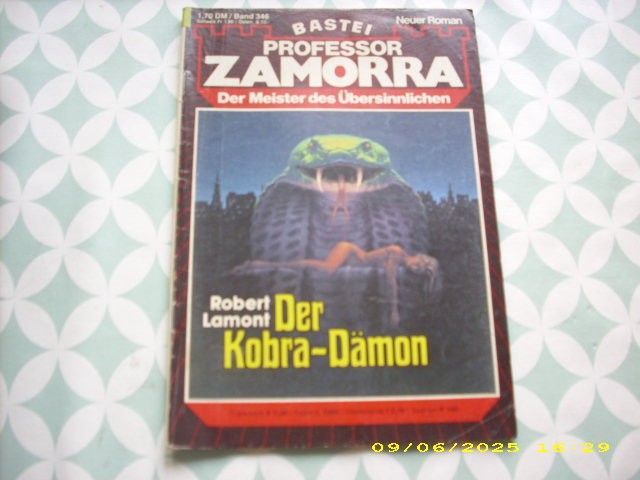 1,70 DM / Band 346
BASTEI
Neuer Roman
PROFESSOR
ZAMORRA
Der Meister des Übersinnlichen
Robert
Lamont
Der
Kobra-Dämon
09/06/2025 16:29